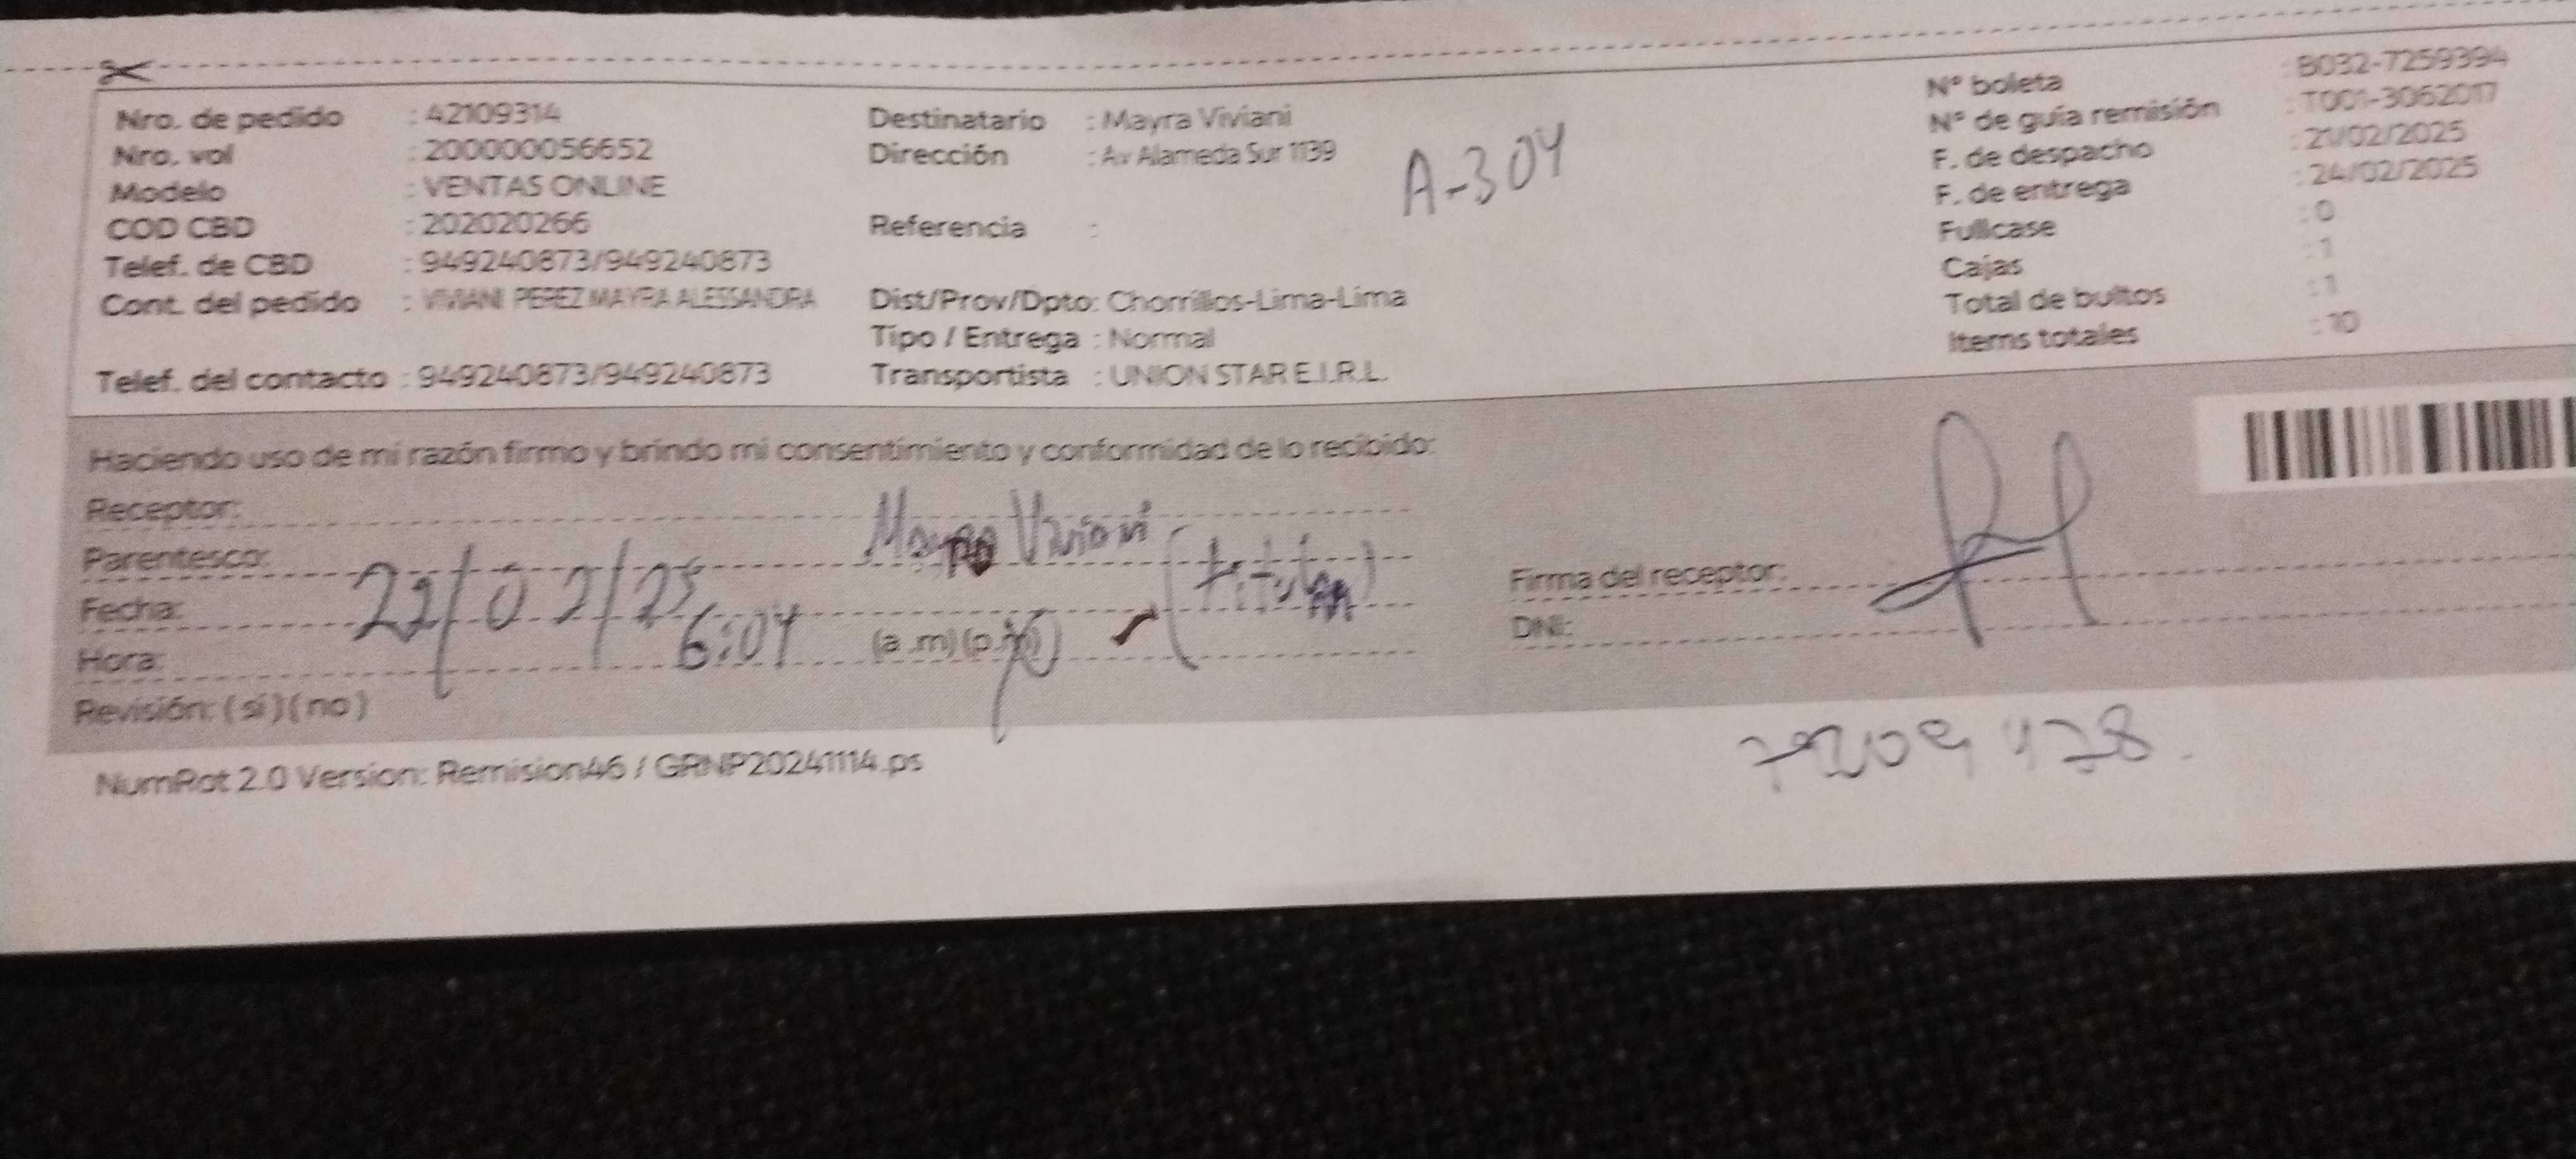 Nro. de pedido : 42109314
Nro. vol : 200000056652
Modelo : VENTAS ONLINE
COD CBD : 202020266
Telef. de CBD : 949240873/949240873
Cont. del pedido : VIVIANI PEREZ MAYRA ALESSANDRA
Telef. del contacto : 949240873/949240873
Destinatario : Mayra Viviani
Dirección : Av Alameda Sur 1139
A-304
Referencia :
Dist/Prov/Dpto: Chorrillos-Lima-Lima
Tipo / Entrega : Normal
Transportista : UNION STAR E.I.R.L.
N° boleta : B032-7259394
N° de guía remisión : T001-3062017
F. de despacho : 21/02/2025
F. de entrega : 24/02/2025
Fullcase : 0
Cajas : 1
Total de bultos : 1
Items totales : 10
Haciendo uso de mi razón firmo y brindo mi consentimiento y conformidad de lo recibido:
Receptor: Mayra Viviani
Parentesco: (titular)
Fecha: 22/02/25
Hora: 6:04 (a.m) (p.m)
Revisión: ( sí ) ( no )
Firma del receptor:
DNI:
NumRot 2.0 Version: Remision46 / GRNP20241114.ps